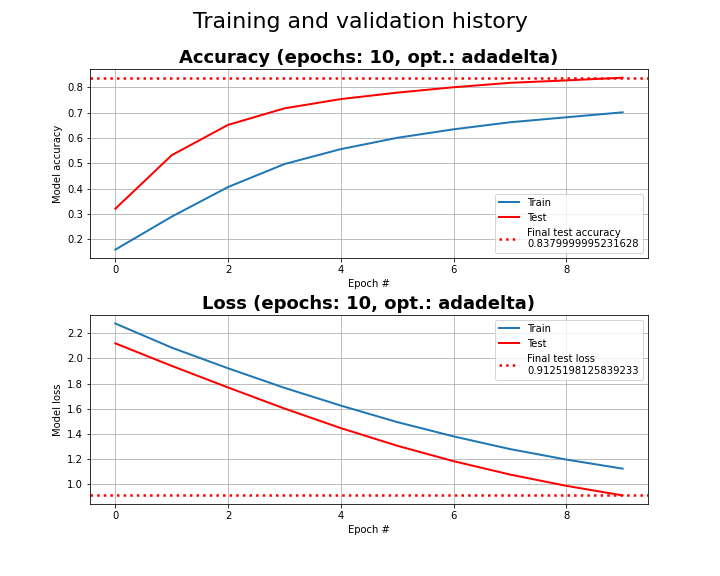 Training and validation history
Accuracy (epochs: 10, opt.: adadelta)
0.8
0.7
0.6
0.5
0.4
0.3
0.2
Model accuracy
Train
Test
Final test accuracy
0.8379999995231628
0 2 4 6 8
Epoch #
Loss (epochs: 10, opt.: adadelta)
2.2
2.0
1.8
1.6
1.4
1.2
1.0
Model loss
Train
Test
Final test loss
0.9125198125839233
0 2 4 6 8
Epoch #